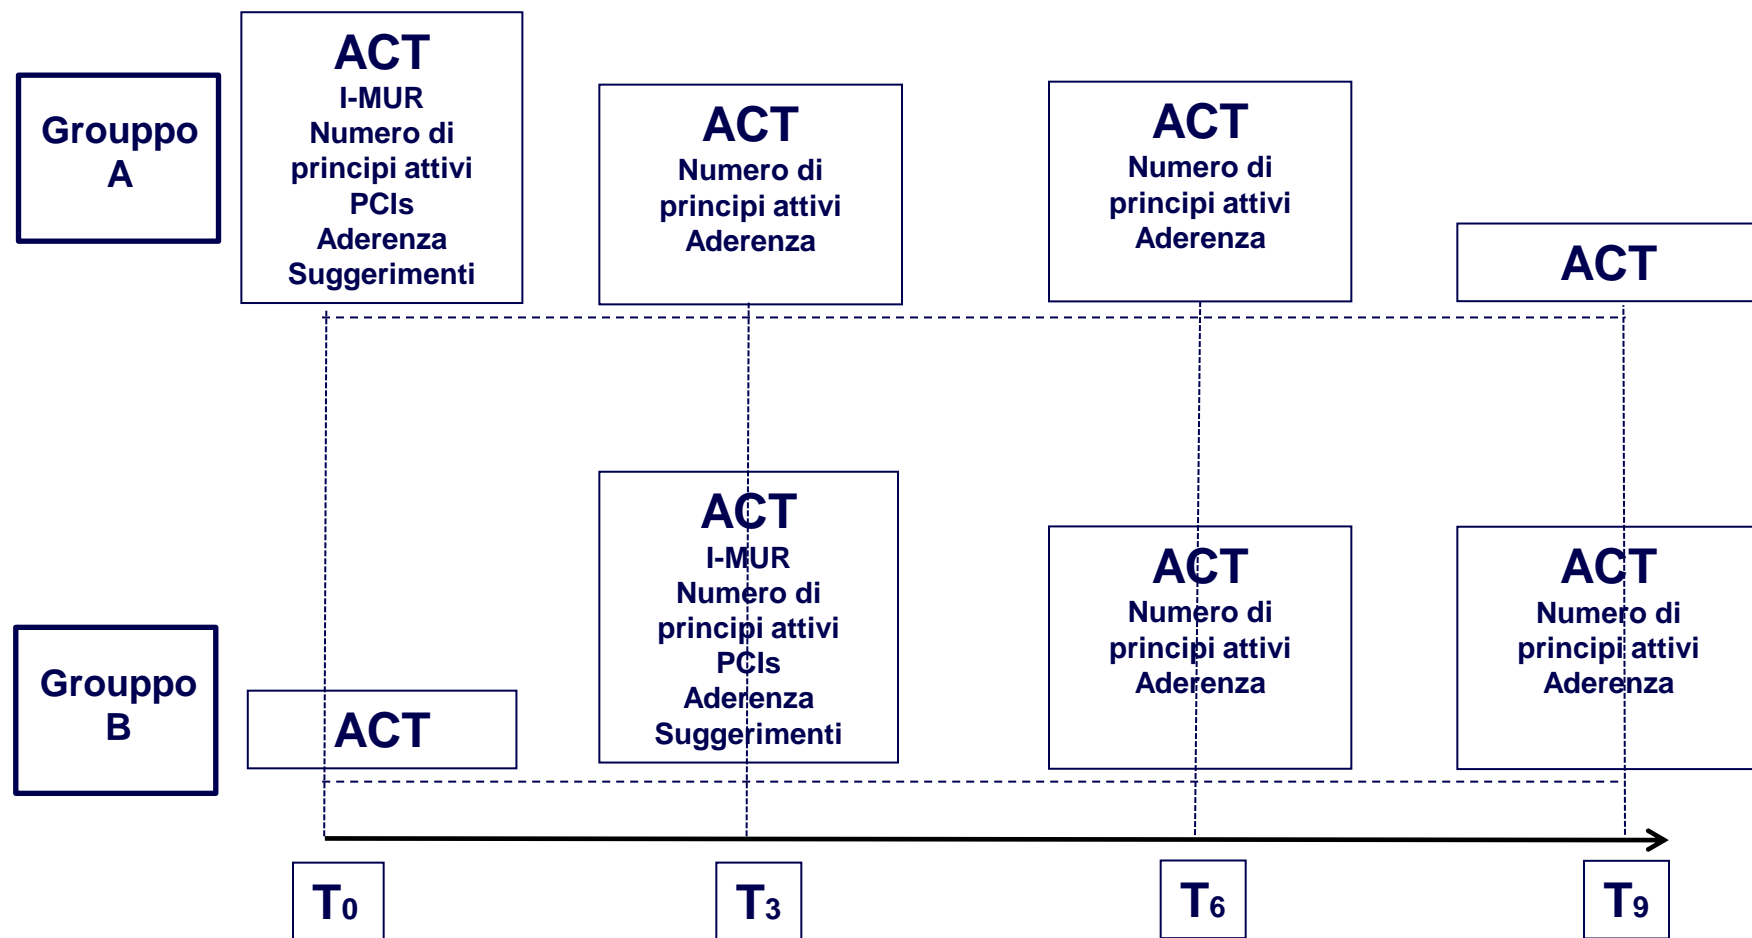 Grouppo
A
ACT
I-MUR
Numero di
principi attivi
PCIs
Aderenza
Suggerimenti
ACT
Numero di
principi attivi
Aderenza
ACT
Numero di
principi attivi
Aderenza
ACT
Grouppo
B
ACT
ACT
I-MUR
Numero di
principi attivi
PCIs
Aderenza
Suggerimenti
ACT
Numero di
principi attivi
Aderenza
ACT
Numero di
principi attivi
Aderenza
T0
T3
T6
T9